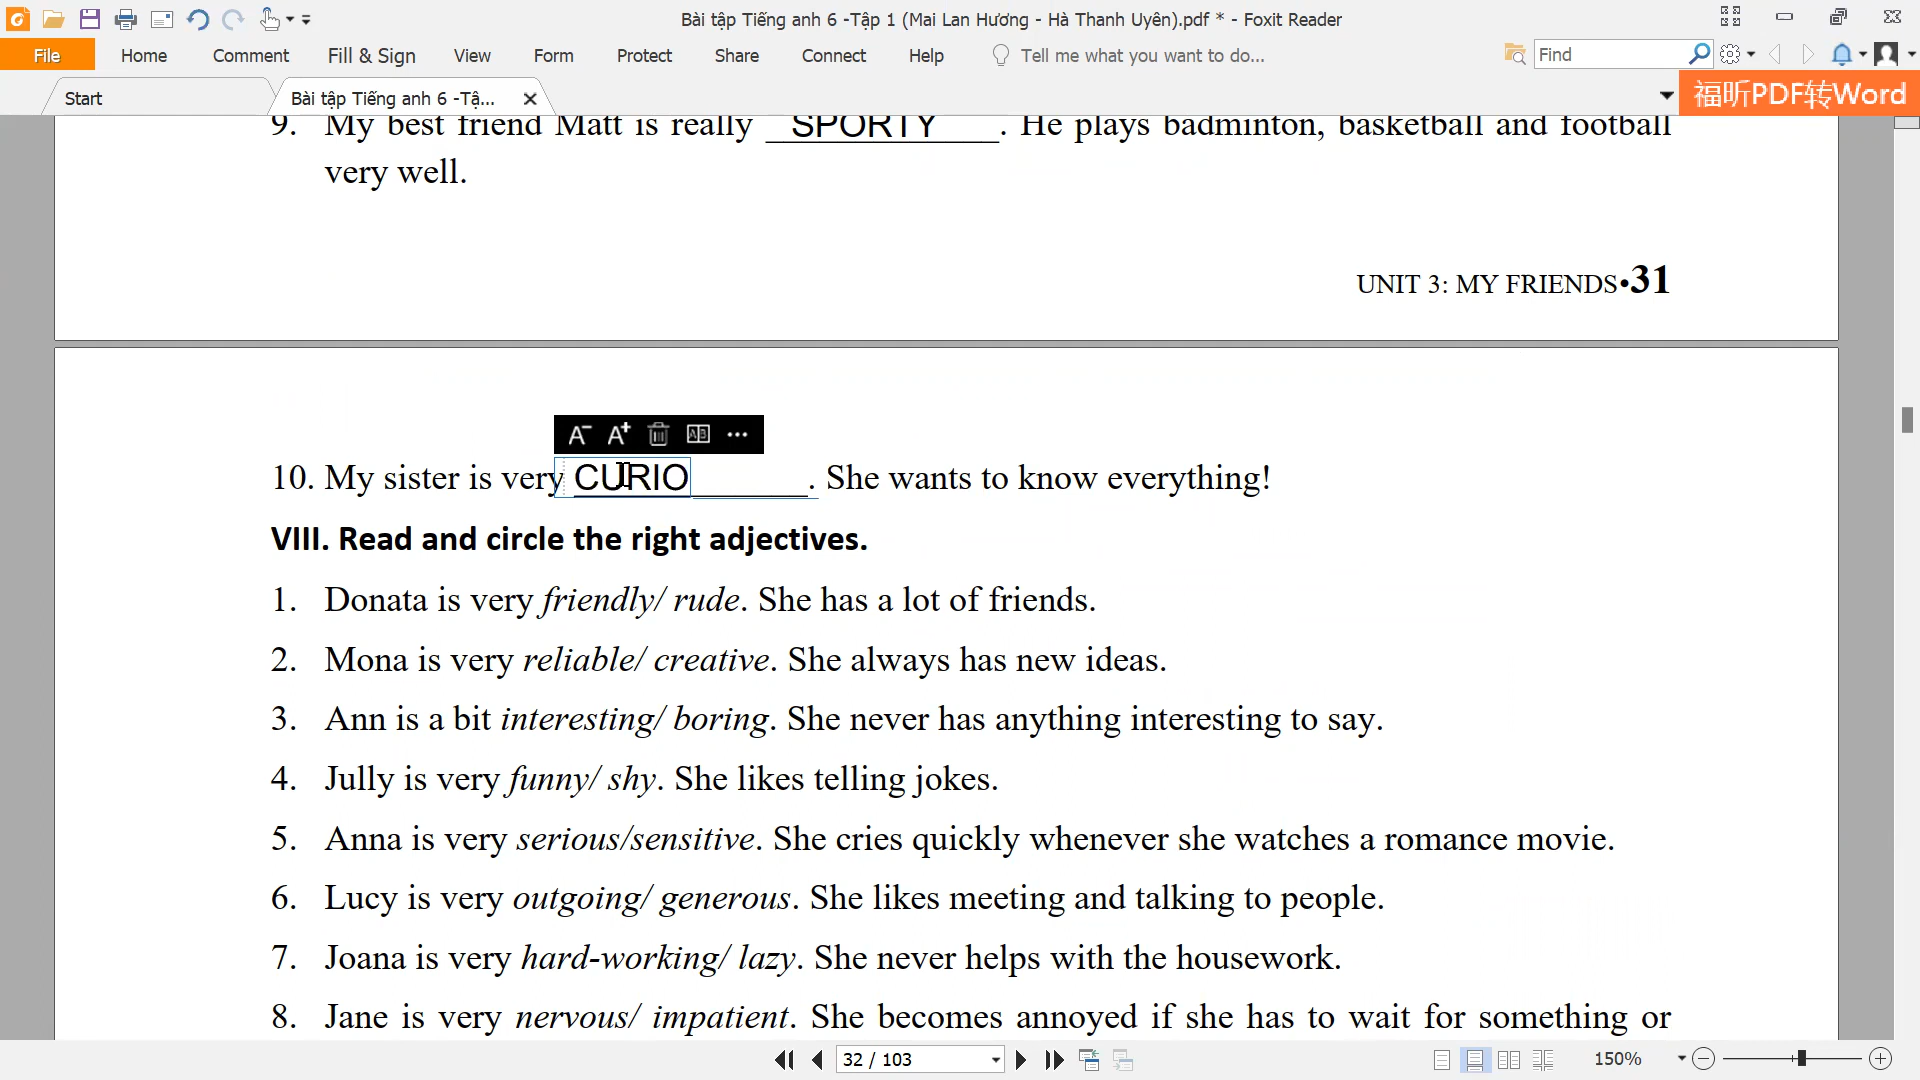 Bài tập Tiếng anh 6 -Tập 1 (Mai Lan Hương - Hà Thanh Uyên).pdf * - Foxit Reader
File Home Comment Fill & Sign View Form Protect Share Connect Help Tell me what you want to do... Find
Start Bài tập Tiếng anh 6 -Tậ... 福昕PDF转Word
9. My best friend Matt is really SPORTY. He plays badminton, basketball and football
very well.
UNIT 3: MY FRIENDS•31
A- A+
10. My sister is very CURIO. She wants to know everything!
VIII. Read and circle the right adjectives.
1. Donata is very friendly/ rude. She has a lot of friends.
2. Mona is very reliable/ creative. She always has new ideas.
3. Ann is a bit interesting/ boring. She never has anything interesting to say.
4. Jully is very funny/ shy. She likes telling jokes.
5. Anna is very serious/sensitive. She cries quickly whenever she watches a romance movie.
6. Lucy is very outgoing/ generous. She likes meeting and talking to people.
7. Joana is very hard-working/ lazy. She never helps with the housework.
8. Jane is very nervous/ impatient. She becomes annoyed if she has to wait for something or
32 / 103 150%